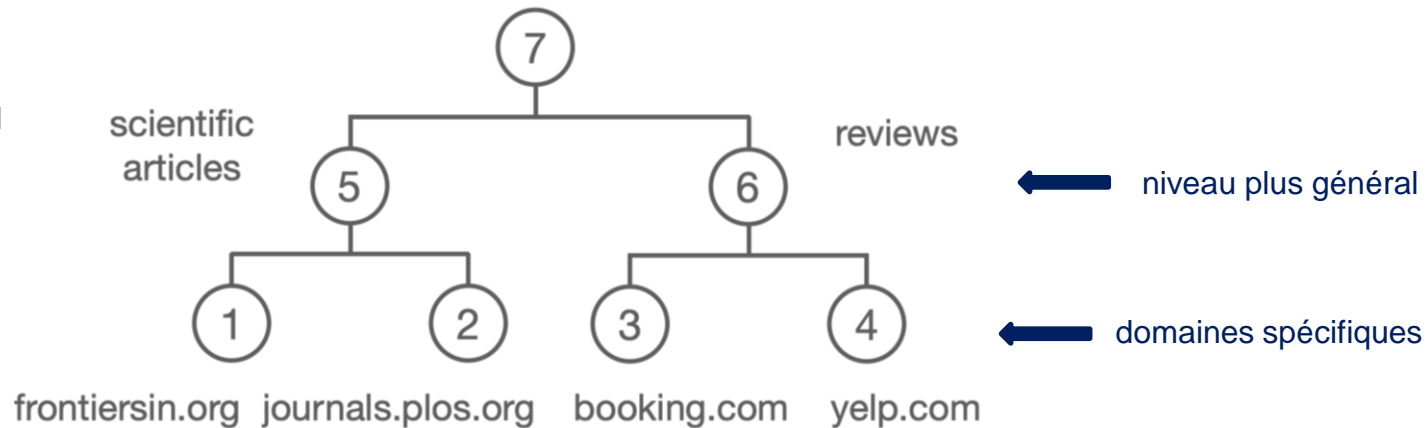 7
scientific
articles
reviews
5
6
niveau plus général
1
2
3
4
domaines spécifiques
frontiersin.org journals.plos.org booking.com yelp.com